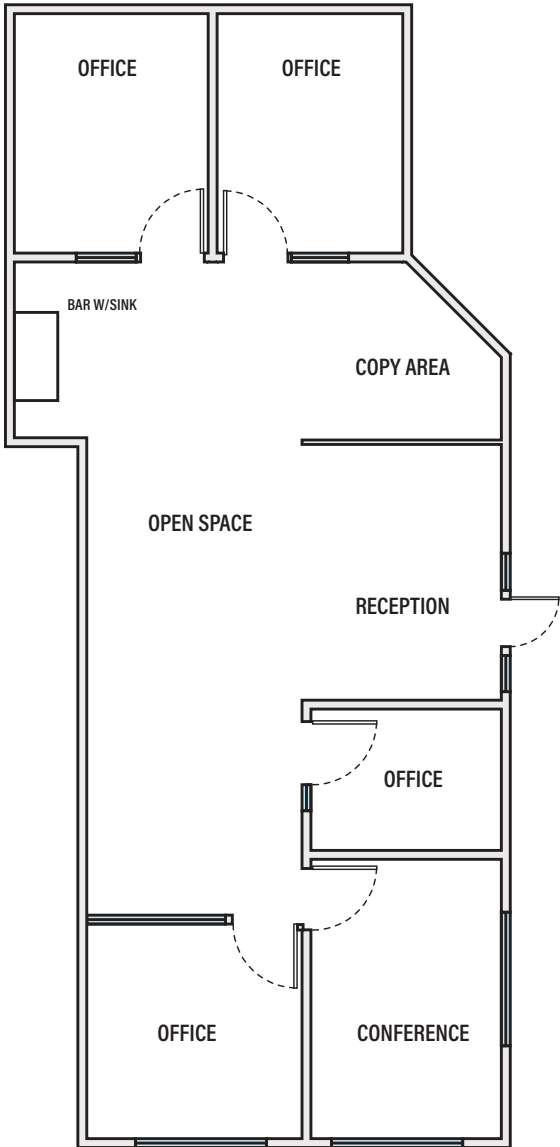 OFFICE
OFFICE
BAR W/SINK
COPY AREA
OPEN SPACE
RECEPTION
OFFICE
OFFICE
CONFERENCE